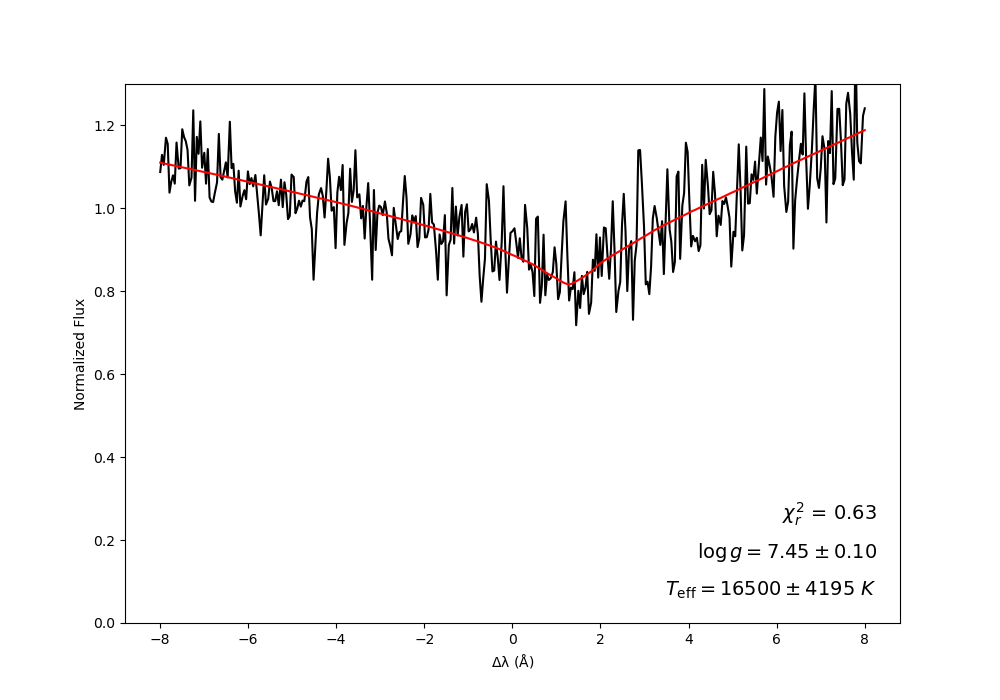 1.2
1.0
0.8
0.6
0.4
0.2
0.0
Normalized Flux
χ²ᵣ = 0.63
log g = 7.45 ± 0.10
T_eff = 16500 ± 4195 K
−8 −6 −4 −2 0 2 4 6 8
Δλ (Å)